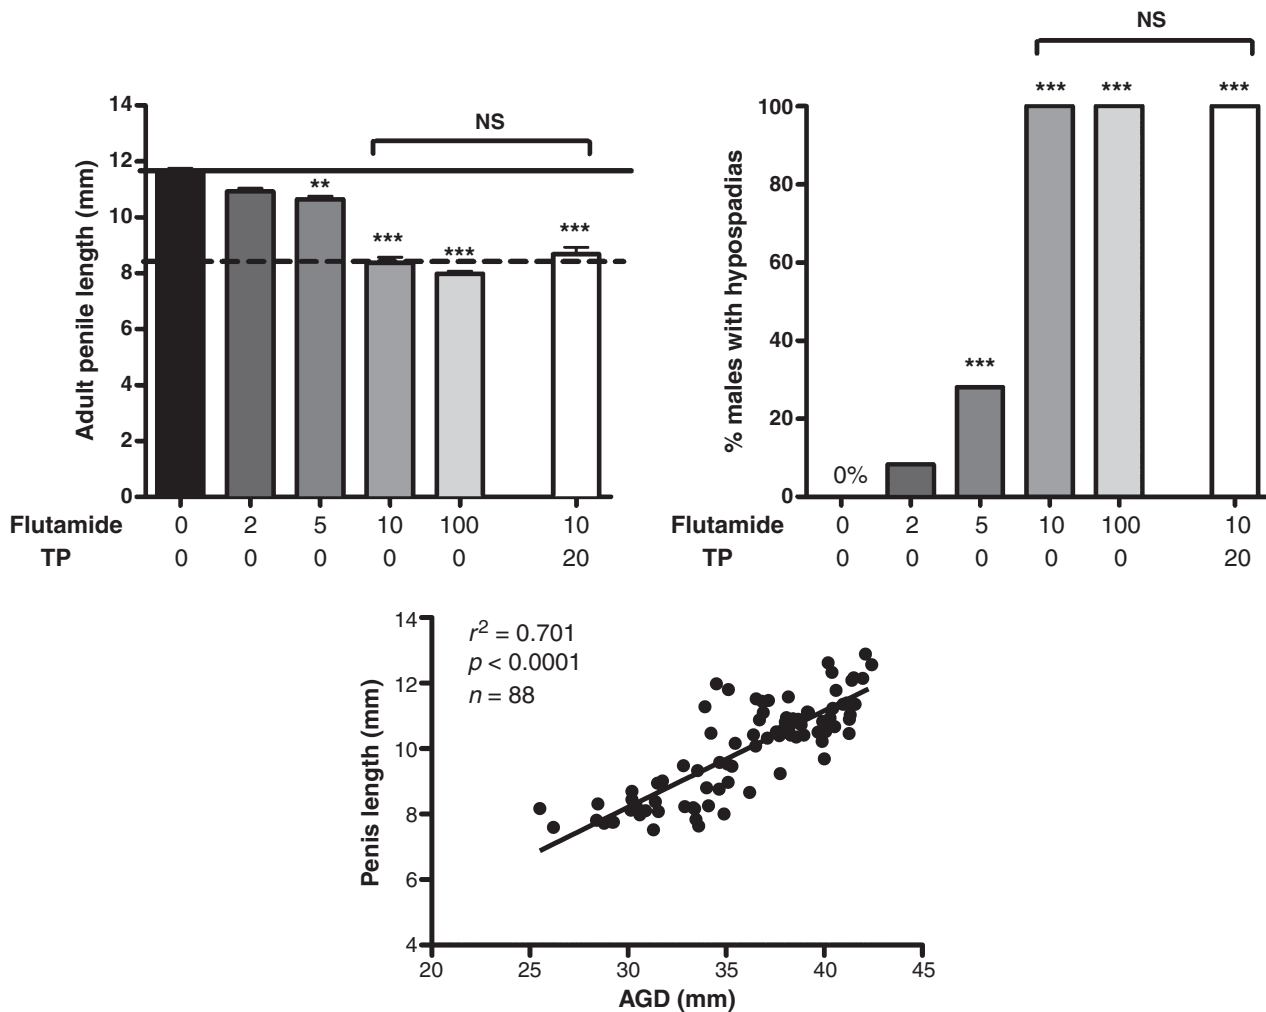 NS
14
12
10
8
6
4
2
0
Adult penile length (mm)
**
***
***
***
Flutamide 0 2 5 10 100 10
TP 0 0 0 0 0 20
NS
100
80
60
40
20
0
% males with hypospadias
0%
***
***
***
***
Flutamide 0 2 5 10 100 10
TP 0 0 0 0 0 20
14
12
10
8
6
4
Penis length (mm)
r² = 0.701
p < 0.0001
n = 88
20 25 30 35 40 45
AGD (mm)